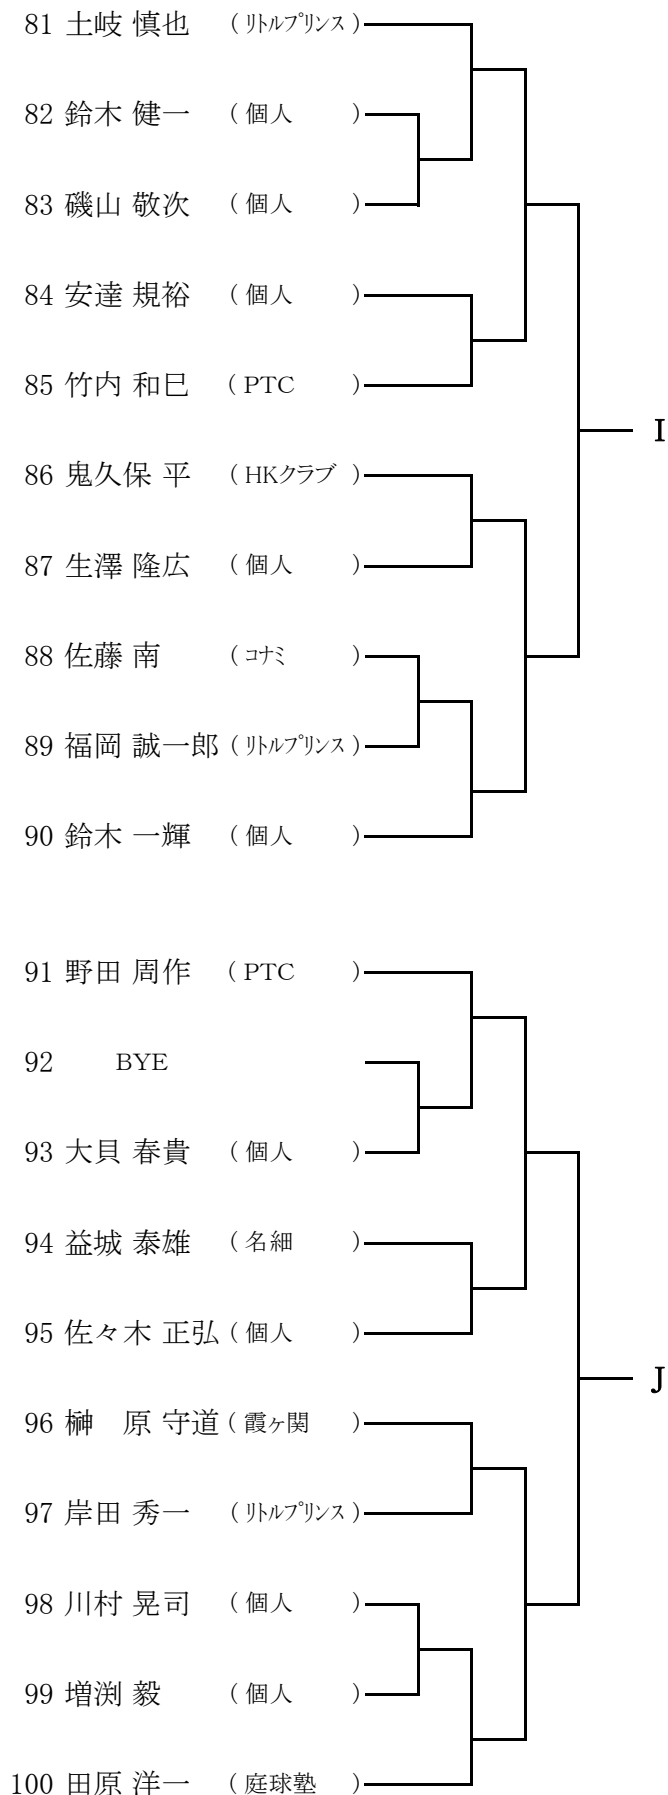 81 土岐 慎也 （ ﾘﾄﾙﾌﾟﾘﾝｽ ）
82 鈴木 健一 （ 個人 ）
83 磯山 敬次 （ 個人 ）
84 安達 規裕 （ 個人 ）
85 竹内 和巳 （ PTC ）
I
86 鬼久保 平 （ HKクラブ ）
87 生澤 隆広 （ 個人 ）
88 佐藤 南 （ ｺﾅﾐ ）
89 福岡 誠一郎 （ ﾘﾄﾙﾌﾟﾘﾝｽ ）
90 鈴木 一輝 （ 個人 ）
91 野田 周作 （ PTC ）
92 BYE
93 大貝 春貴 （ 個人 ）
94 益城 泰雄 （ 名細 ）
95 佐々木 正弘 （ 個人 ）
J
96 榊　原 守道 （ 霞ヶ関 ）
97 岸田 秀一 （ ﾘﾄﾙﾌﾟﾘﾝｽ ）
98 川村 晃司 （ 個人 ）
99 増渕 毅 （ 個人 ）
100 田原 洋一 （ 庭球塾 ）